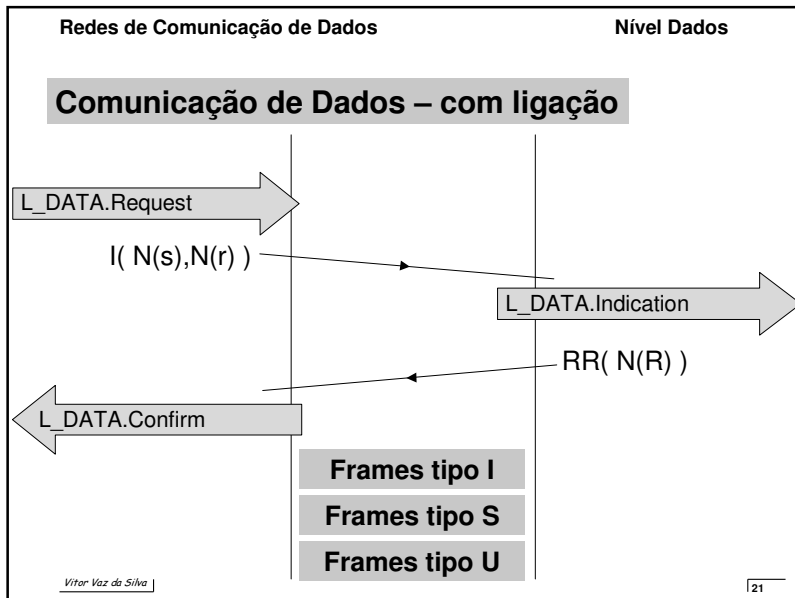 Redes de Comunicação de Dados
Nível Dados
Comunicação de Dados – com ligação
L_DATA.Request
I( N(s),N(r) )
L_DATA.Indication
RR( N(R) )
L_DATA.Confirm
Frames tipo I
Frames tipo S
Frames tipo U
Vitor Vaz da Silva
21